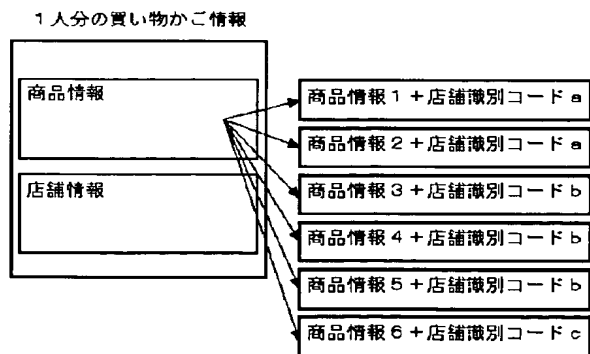 1人分の買い物かご情報
商品情報
店舗情報
商品情報1+店舗識別コードa
商品情報2+店舗識別コードa
商品情報3+店舗識別コードb
商品情報4+店舗識別コードb
商品情報5+店舗識別コードb
商品情報6+店舗識別コードc